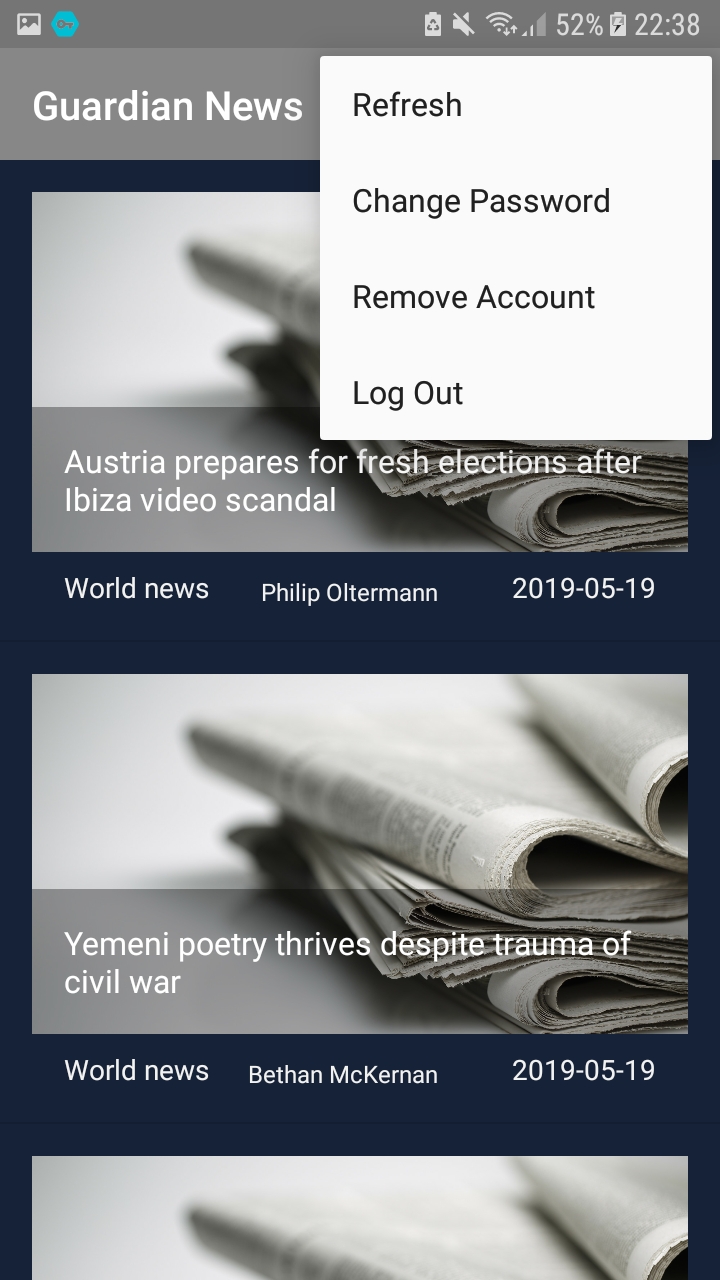 52% 22:38
Guardian News
Refresh
Change Password
Remove Account
Log Out
Austria prepares for fresh elections after
Ibiza video scandal
World news Philip Oltermann 2019-05-19
Yemeni poetry thrives despite trauma of
civil war
World news Bethan McKernan 2019-05-19